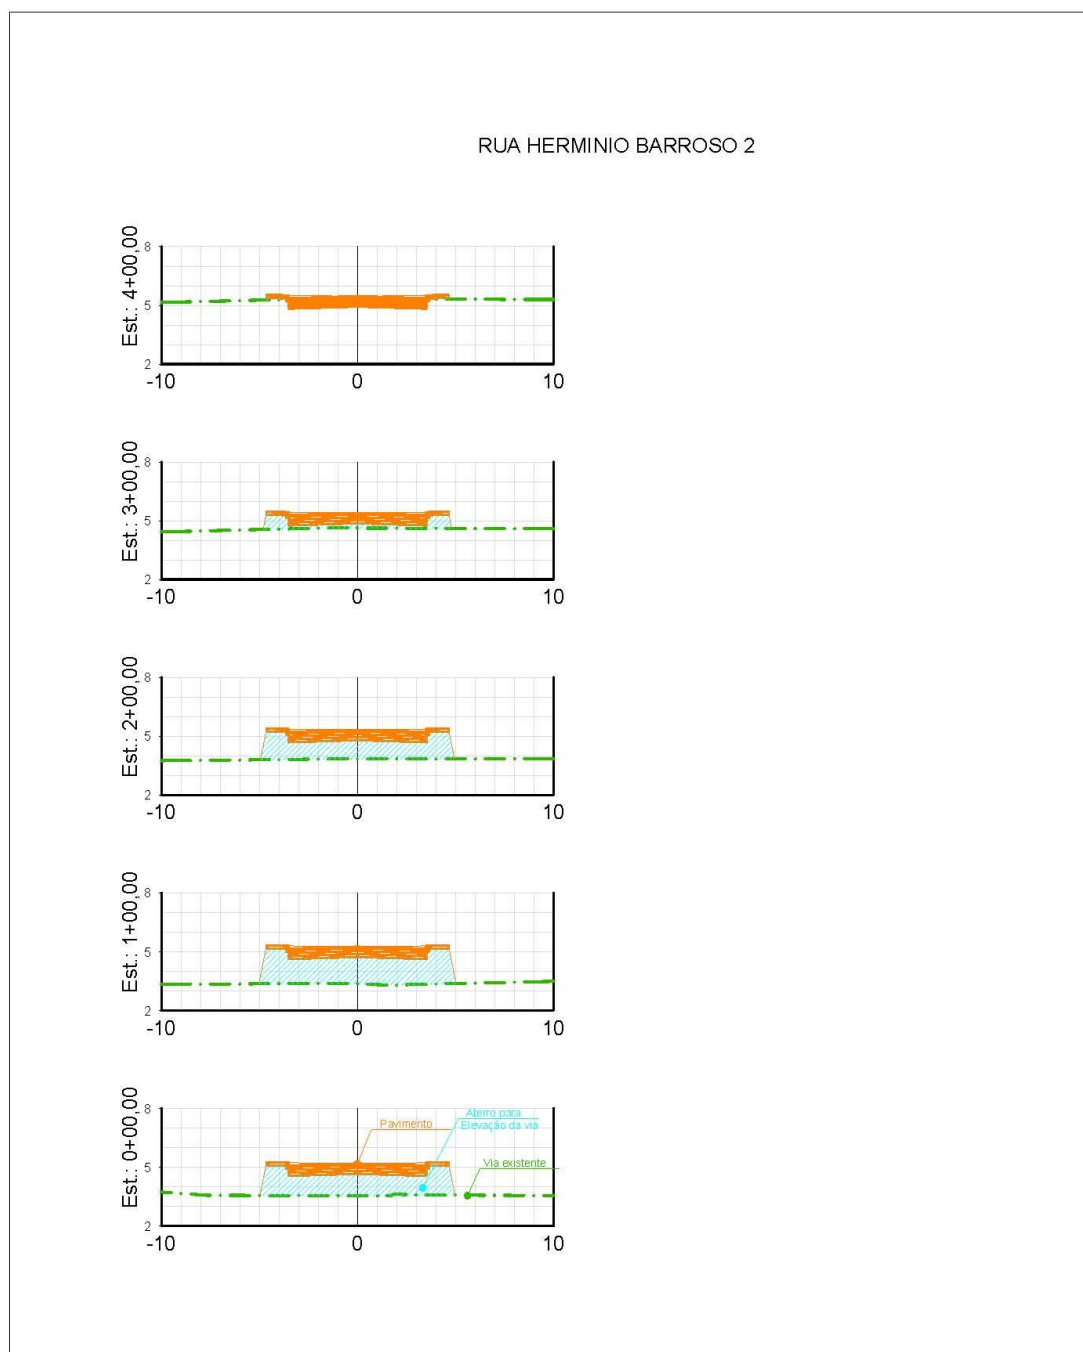 RUA HERMINIO BARROSO 2
Est.: 4+00,00
8
5
2
-10 0 10
Est.: 3+00,00
8
5
2
-10 0 10
Est.: 2+00,00
8
5
2
-10 0 10
Est.: 1+00,00
8
5
2
-10 0 10
Est.: 0+00,00
8
5
2
Pavimento
Aterro para
Elevação da via
Via existente
-10 0 10